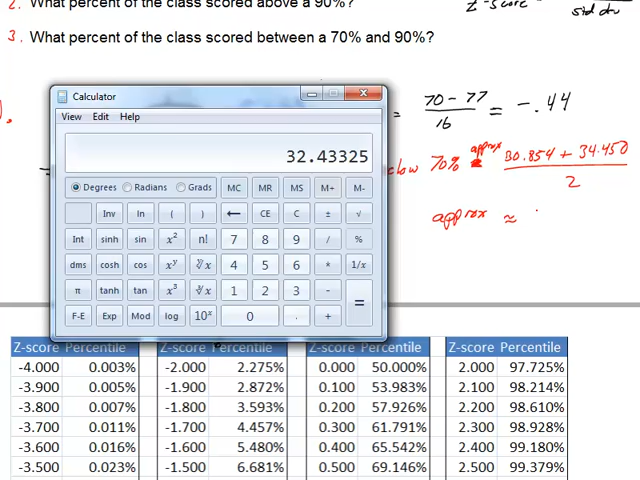 2. What percent of the class scored above a 90%?
z-score
std dv
3. What percent of the class scored between a 70% and 90%?
= 70 - 77 / 16 = -.44
Calculator
View Edit Help
32.43325
Degrees Radians Grads MC MR MS M+ M-
Inv ln ( ) ← CE C ± √
Int sinh sin x² n! 7 8 9 / %
dms cosh cos xʸ ʸ√x 4 5 6 * 1/x
π tanh tan x³ ³√x 1 2 3 - =
F-E Exp Mod log 10ˣ 0 . +
low 70% approx 30.854 + 34.450 / 2
approx ≈
Z-score Percentile Z-score Percentile Z-score Percentile Z-score Percentile
-4.000 0.003% -2.000 2.275% 0.000 50.000% 2.000 97.725%
-3.900 0.005% -1.900 2.872% 0.100 53.983% 2.100 98.214%
-3.800 0.007% -1.800 3.593% 0.200 57.926% 2.200 98.610%
-3.700 0.011% -1.700 4.457% 0.300 61.791% 2.300 98.928%
-3.600 0.016% -1.600 5.480% 0.400 65.542% 2.400 99.180%
-3.500 0.023% -1.500 6.681% 0.500 69.146% 2.500 99.379%